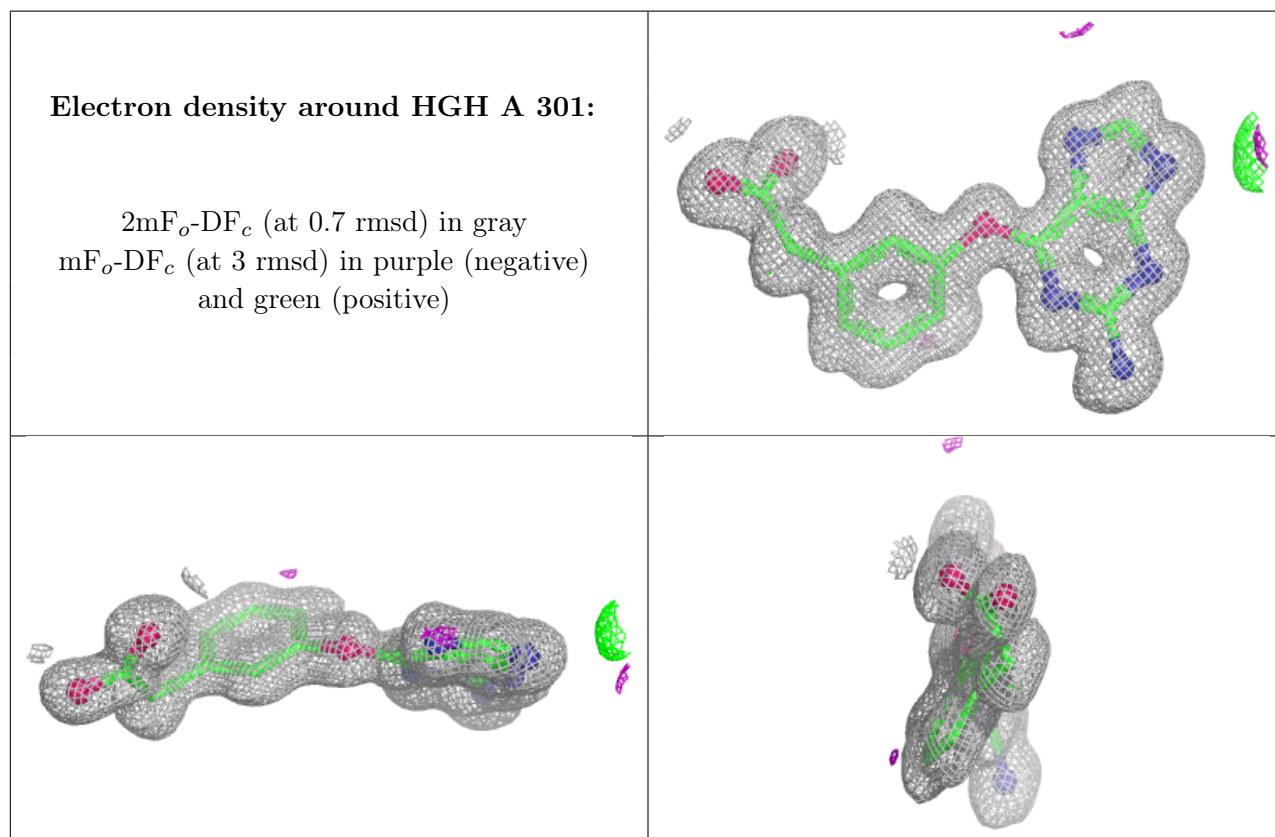 Electron density around HGH A 301:
2mFo-DFc (at 0.7 rmsd) in gray
mFo-DFc (at 3 rmsd) in purple (negative)
and green (positive)